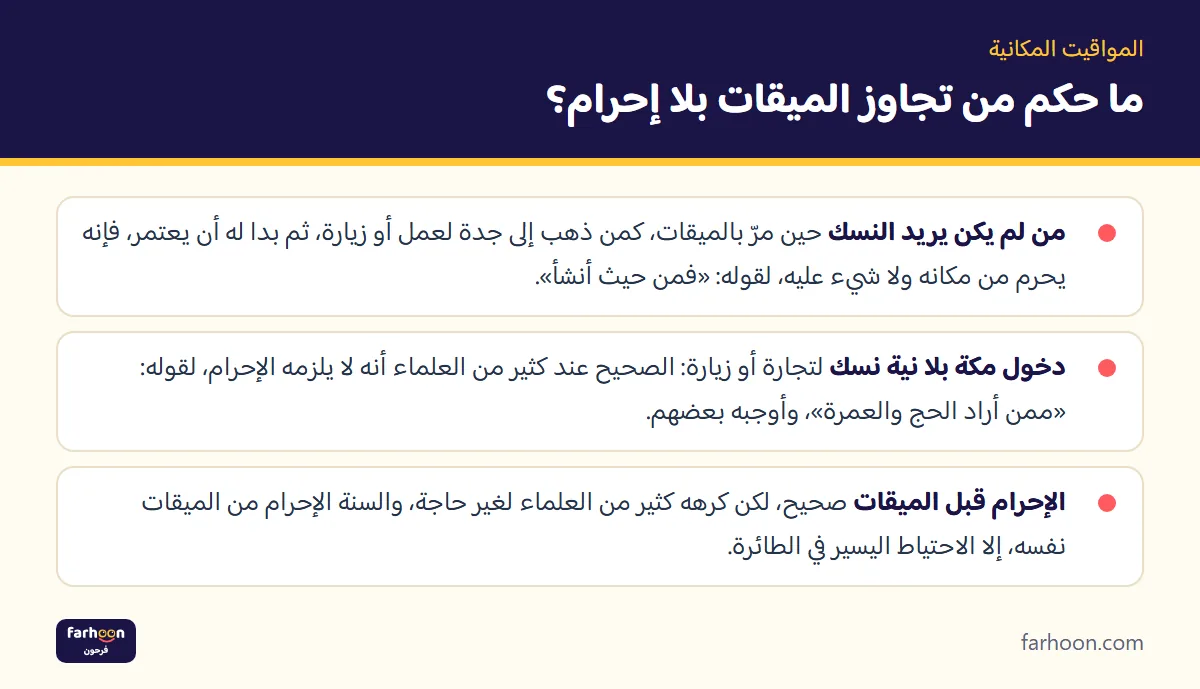 المواقيت المكانية
ما حكم من تجاوز الميقات بلا إحرام؟
من لم يكن يريد النسك حين مرّ بالميقات، كمن ذهب إلى جدة لعمل أو زيارة، ثم بدا له أن يعتمر، فإنه
يحرم من مكانه ولا شيء عليه، لقوله: «فمن حيث أنشأ».
دخول مكة بلا نية نسك لتجارة أو زيارة: الصحيح عند كثير من العلماء أنه لا يلزمه الإحرام، لقوله:
«ممن أراد الحج والعمرة»، وأوجبه بعضهم.
الإحرام قبل الميقات صحيح، لكن كرهه كثير من العلماء لغير حاجة، والسنة الإحرام من الميقات
نفسه، إلا الاحتياط اليسير في الطائرة.
farhoon.com
farhoon
فرحون